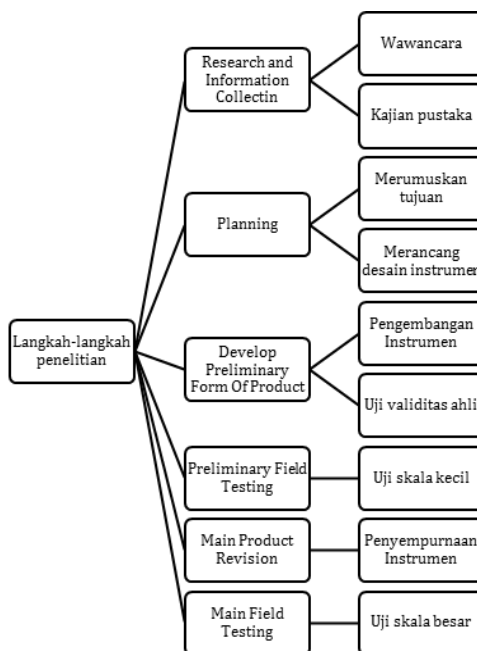 Langkah-langkah
penelitian
Research and
Information
Collectin
Wawancara
Kajian pustaka
Planning
Merumuskan
tujuan
Merancang
desain instrumen
Develop
Preliminary
Form Of Product
Pengembangan
Instrumen
Uji validitas ahli
Preliminary Field
Testing
Uji skala kecil
Main Product
Revision
Penyempurnaan
Instrumen
Main Field
Testing
Uji skala besar